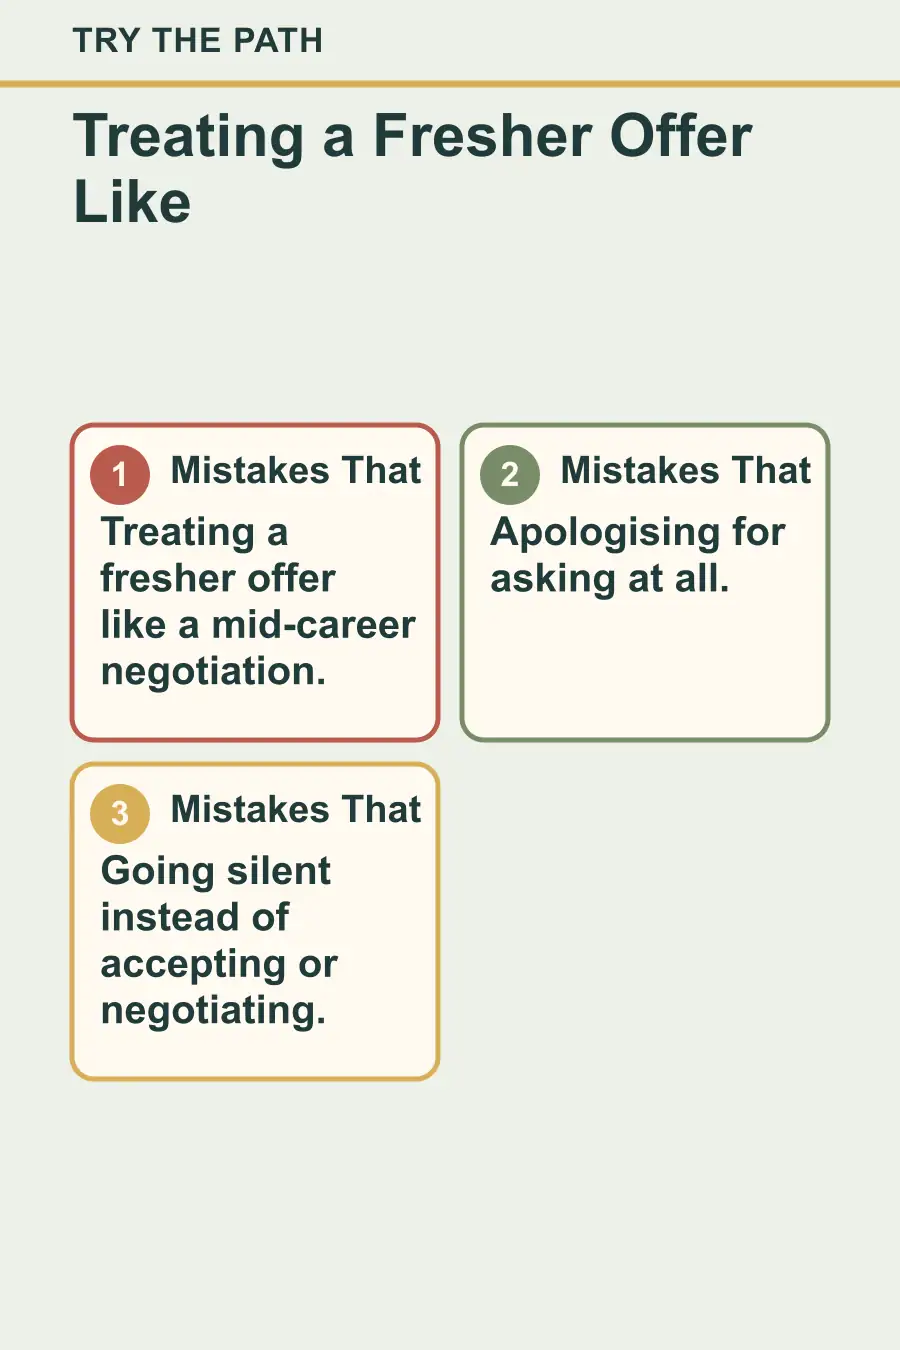 TRY THE PATH
Treating a Fresher Offer
Like
1 Mistakes That
Treating a
fresher offer
like a mid-career
negotiation.
2 Mistakes That
Apologising for
asking at all.
3 Mistakes That
Going silent
instead of
accepting or
negotiating.